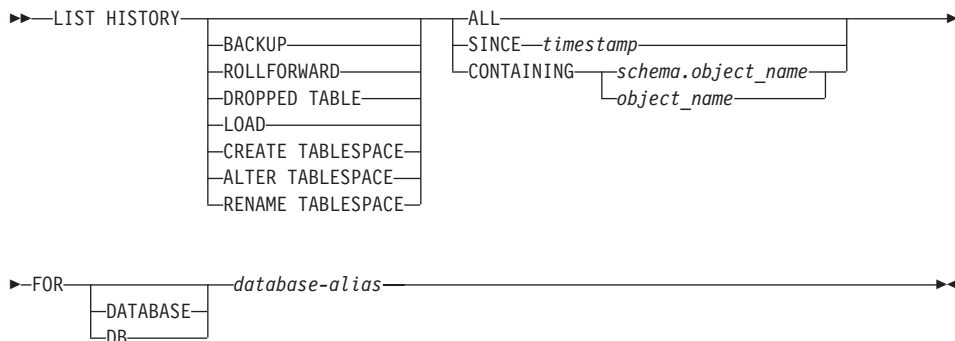 LIST HISTORY
BACKUP
ROLLFORWARD
DROPPED TABLE
LOAD
CREATE TABLESPACE
ALTER TABLESPACE
RENAME TABLESPACE
ALL
SINCE timestamp
CONTAINING schema.object_name
object_name
FOR database-alias
DATABASE
DB